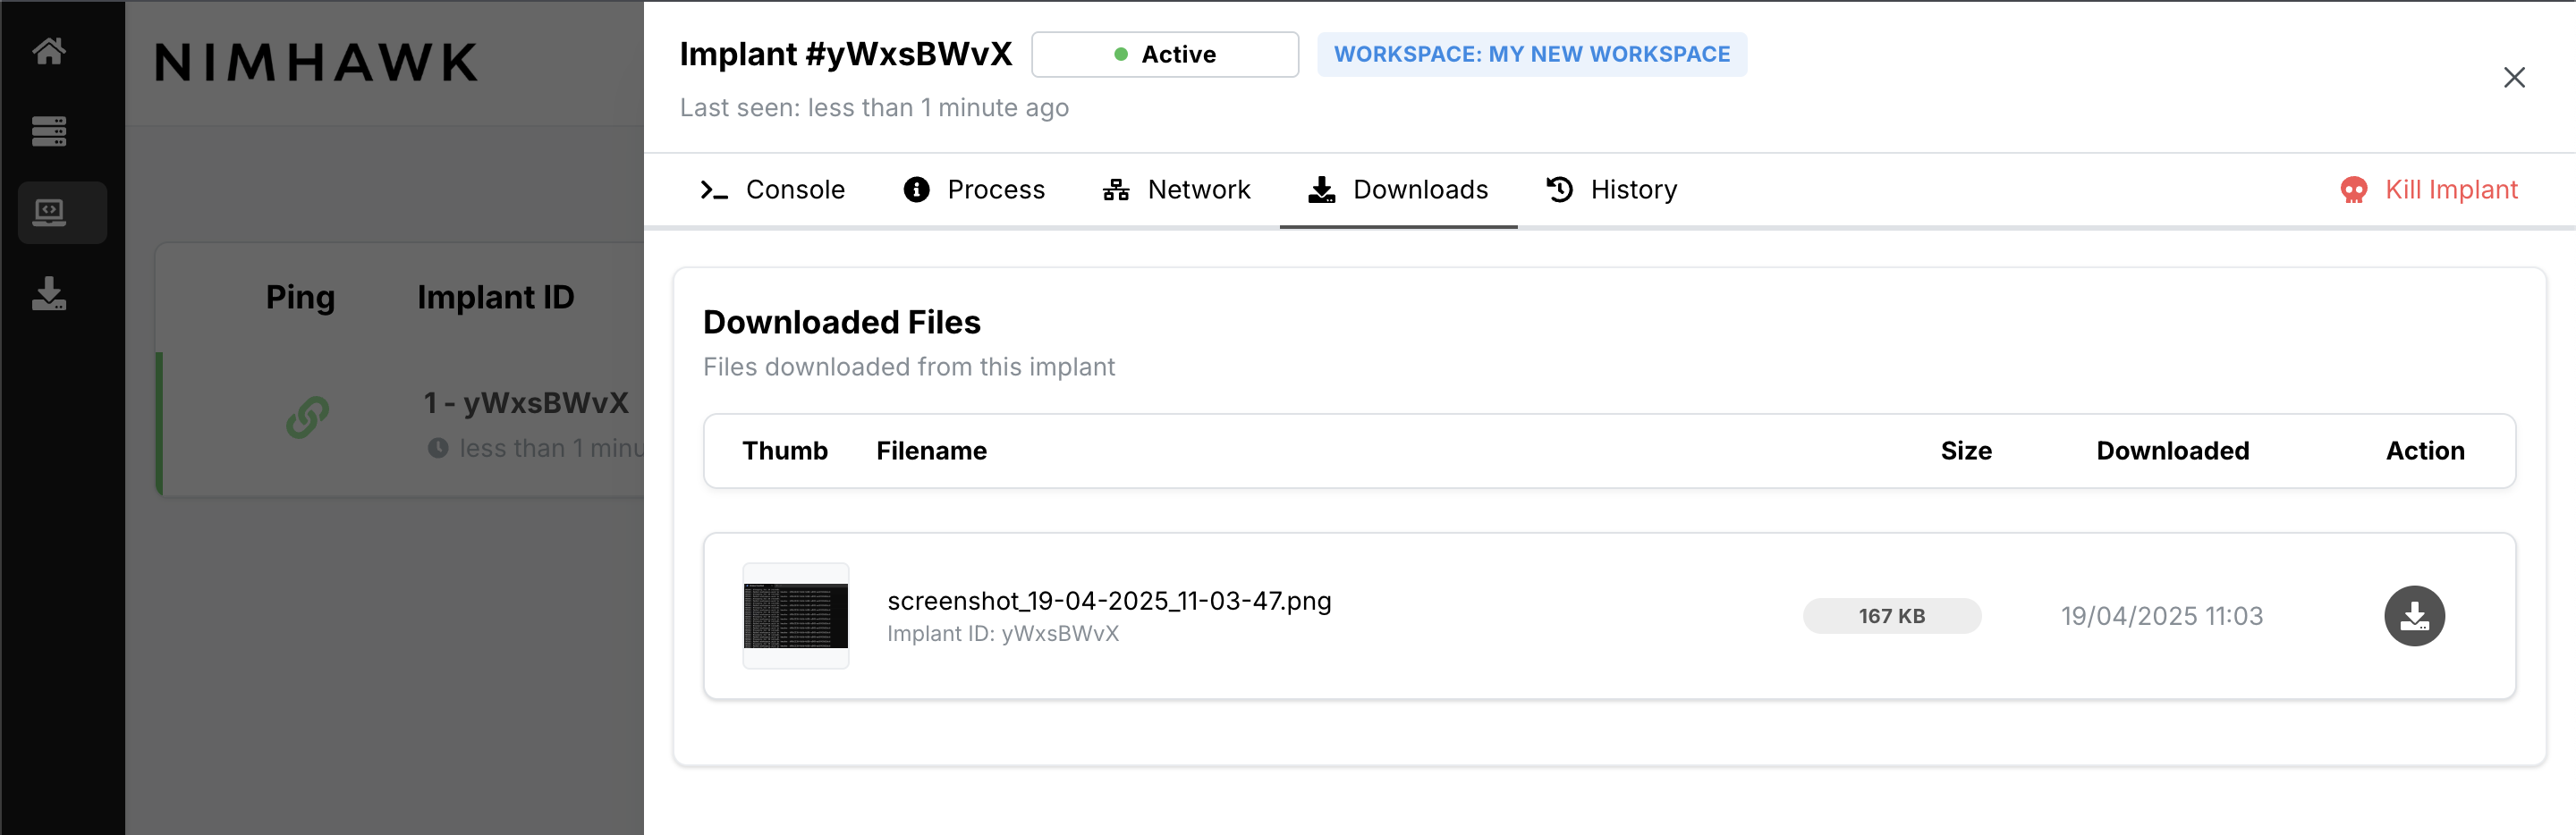 NIMHAWK
Ping Implant ID
1 - yWxsBWvX
less than 1 minu
Implant #yWxsBWvX Active WORKSPACE: MY NEW WORKSPACE
Last seen: less than 1 minute ago
Console Process Network Downloads History Kill Implant
Downloaded Files
Files downloaded from this implant
Thumb Filename Size Downloaded Action
screenshot_19-04-2025_11-03-47.png 167 KB 19/04/2025 11:03
Implant ID: yWxsBWvX